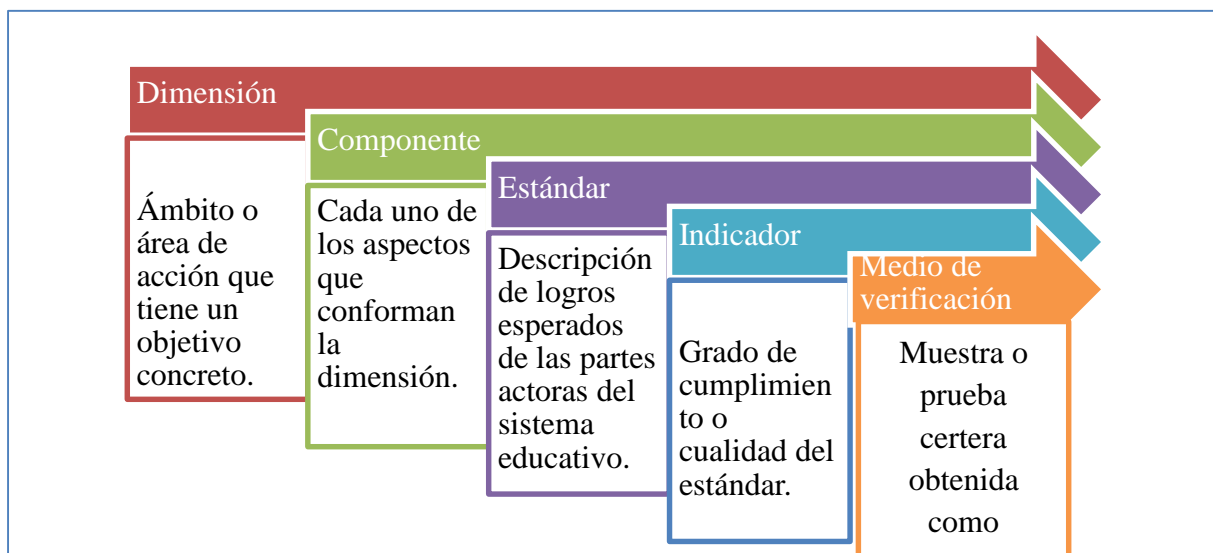 Dimensión
Ámbito o
área de
acción que
tiene un
objetivo
concreto.
Componente
Cada uno de
los aspectos
que
conforman
la
dimensión.
Estándar
Descripción
de logros
esperados
de las partes
actoras del
sistema
educativo.
Indicador
Grado de
cumplimien
to o
cualidad del
estándar.
Medio de
verificación
Muestra o
prueba
certera
obtenida
como